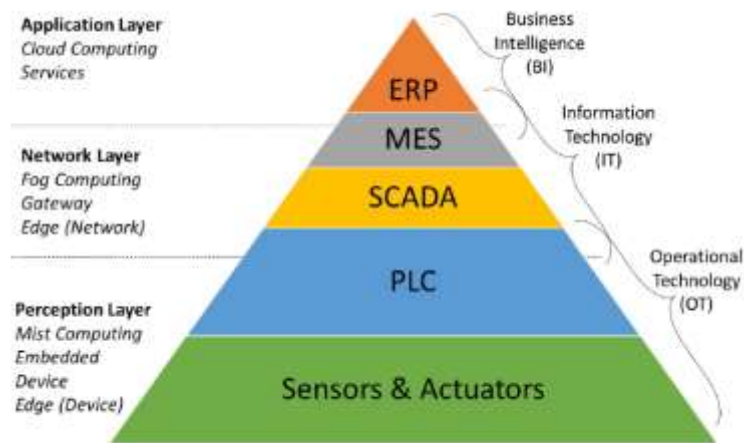 Application Layer
Cloud Computing
Services
Network Layer
Fog Computing
Gateway
Edge (Network)
Perception Layer
Mist Computing
Embedded
Device
Edge (Device)
ERP
MES
SCADA
PLC
Sensors & Actuators
Business
Intelligence
(BI)
Information
Technology
(IT)
Operational
Technology
(OT)